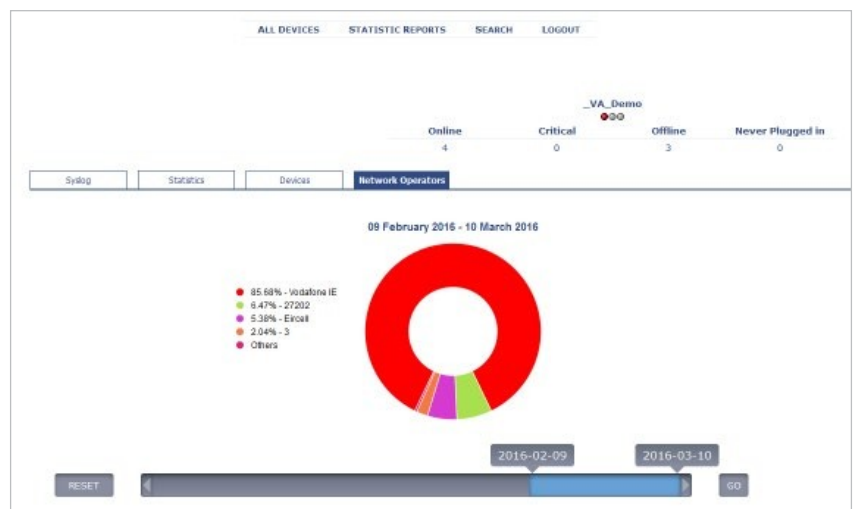 ALL DEVICES STATISTIC REPORTS SEARCH LOGOUT
_VA_Demo
Online Critical Offline Never Plugged in
4 0 3 0
Syslog Statistics Devices Network Operators
09 February 2016 - 10 March 2016
85.68% - Vodafone IE
6.47% - 27202
5.38% - Eircell
2.04% - 3
Others
2016-02-09 2016-03-10
RESET GO